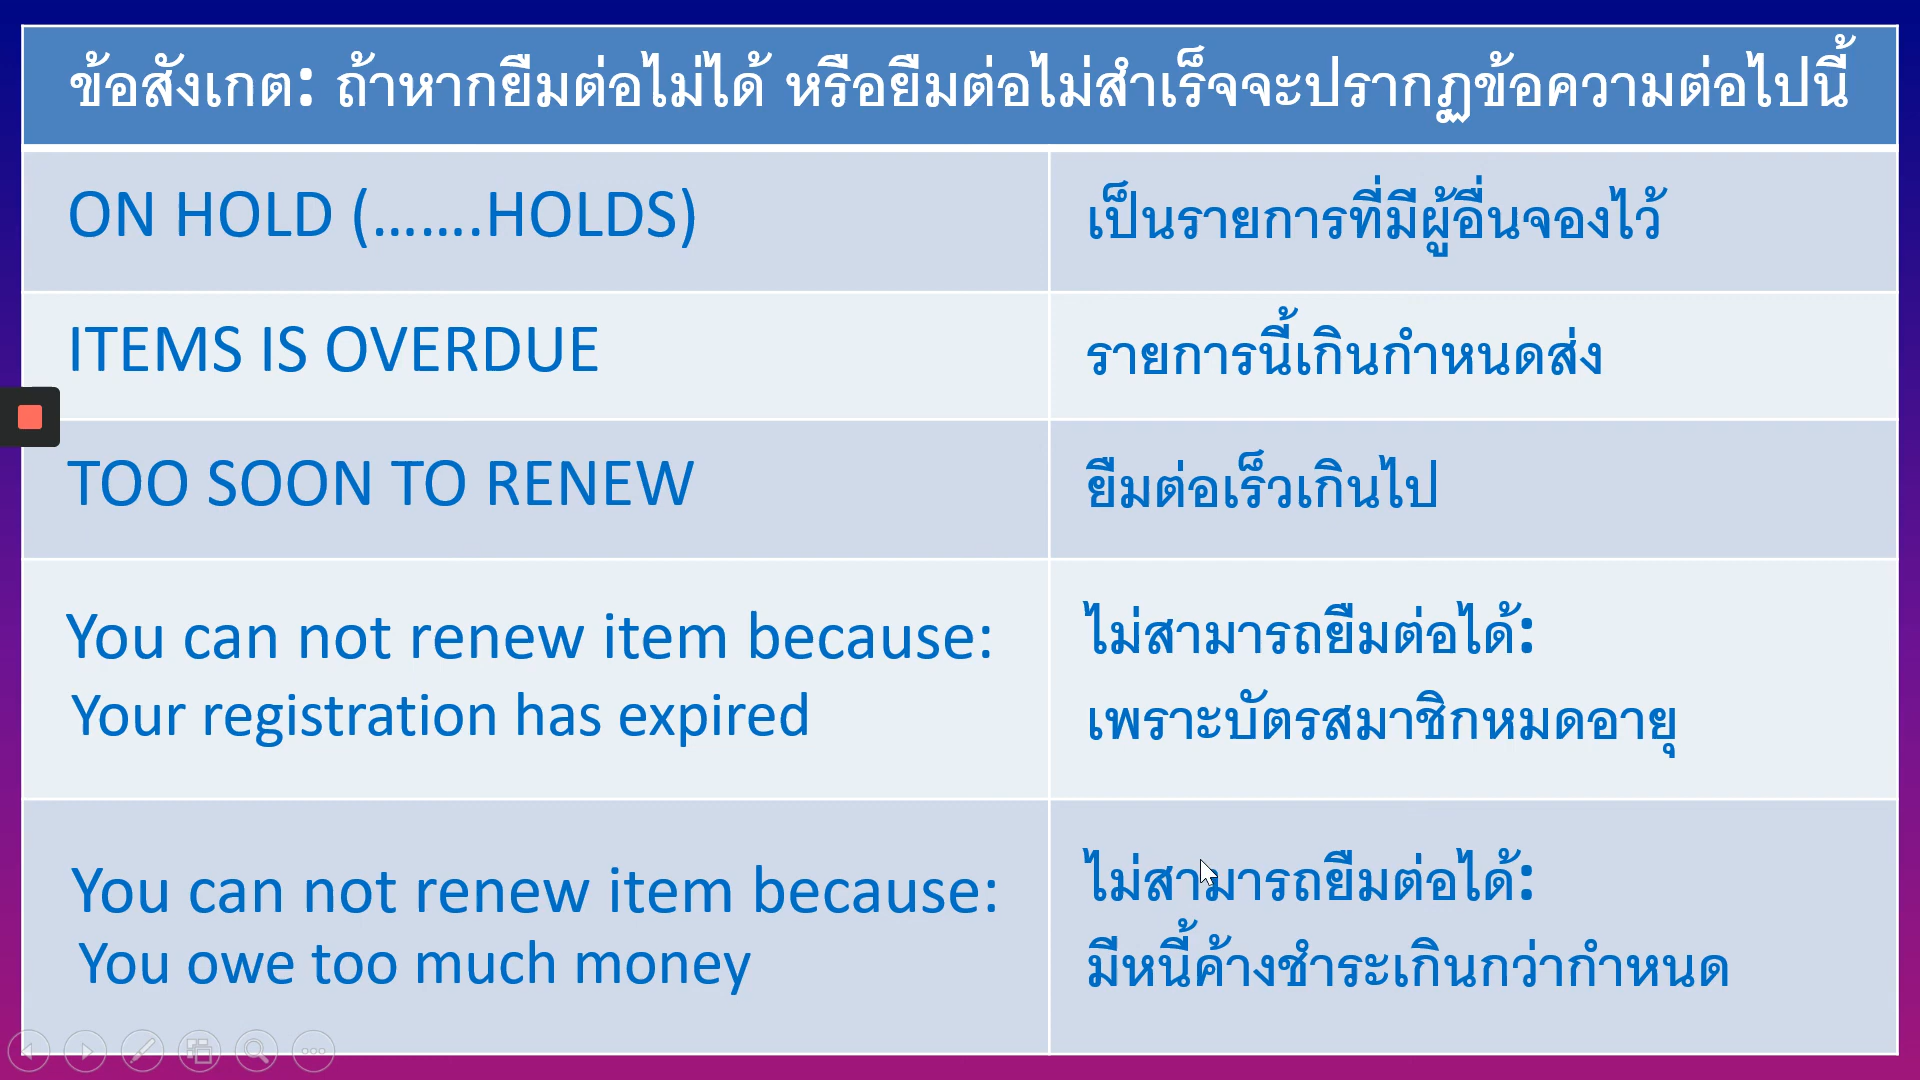 ข้อสังเกต: ถ้าหากยืมต่อไม่ได้ หรือยืมต่อไม่สำเร็จจะปรากฏข้อความต่อไปนี้
ON HOLD (.......HOLDS)
เป็นรายการที่มีผู้อื่นจองไว้
ITEMS IS OVERDUE
รายการนี้เกินกำหนดส่ง
TOO SOON TO RENEW
ยืมต่อเร็วเกินไป
You can not renew item because:
Your registration has expired
ไม่สามารถยืมต่อได้:
เพราะบัตรสมาชิกหมดอายุ
You can not renew item because:
You owe too much money
ไม่สามารถยืมต่อได้:
มีหนี้ค้างชำระเกินกว่ากำหนด